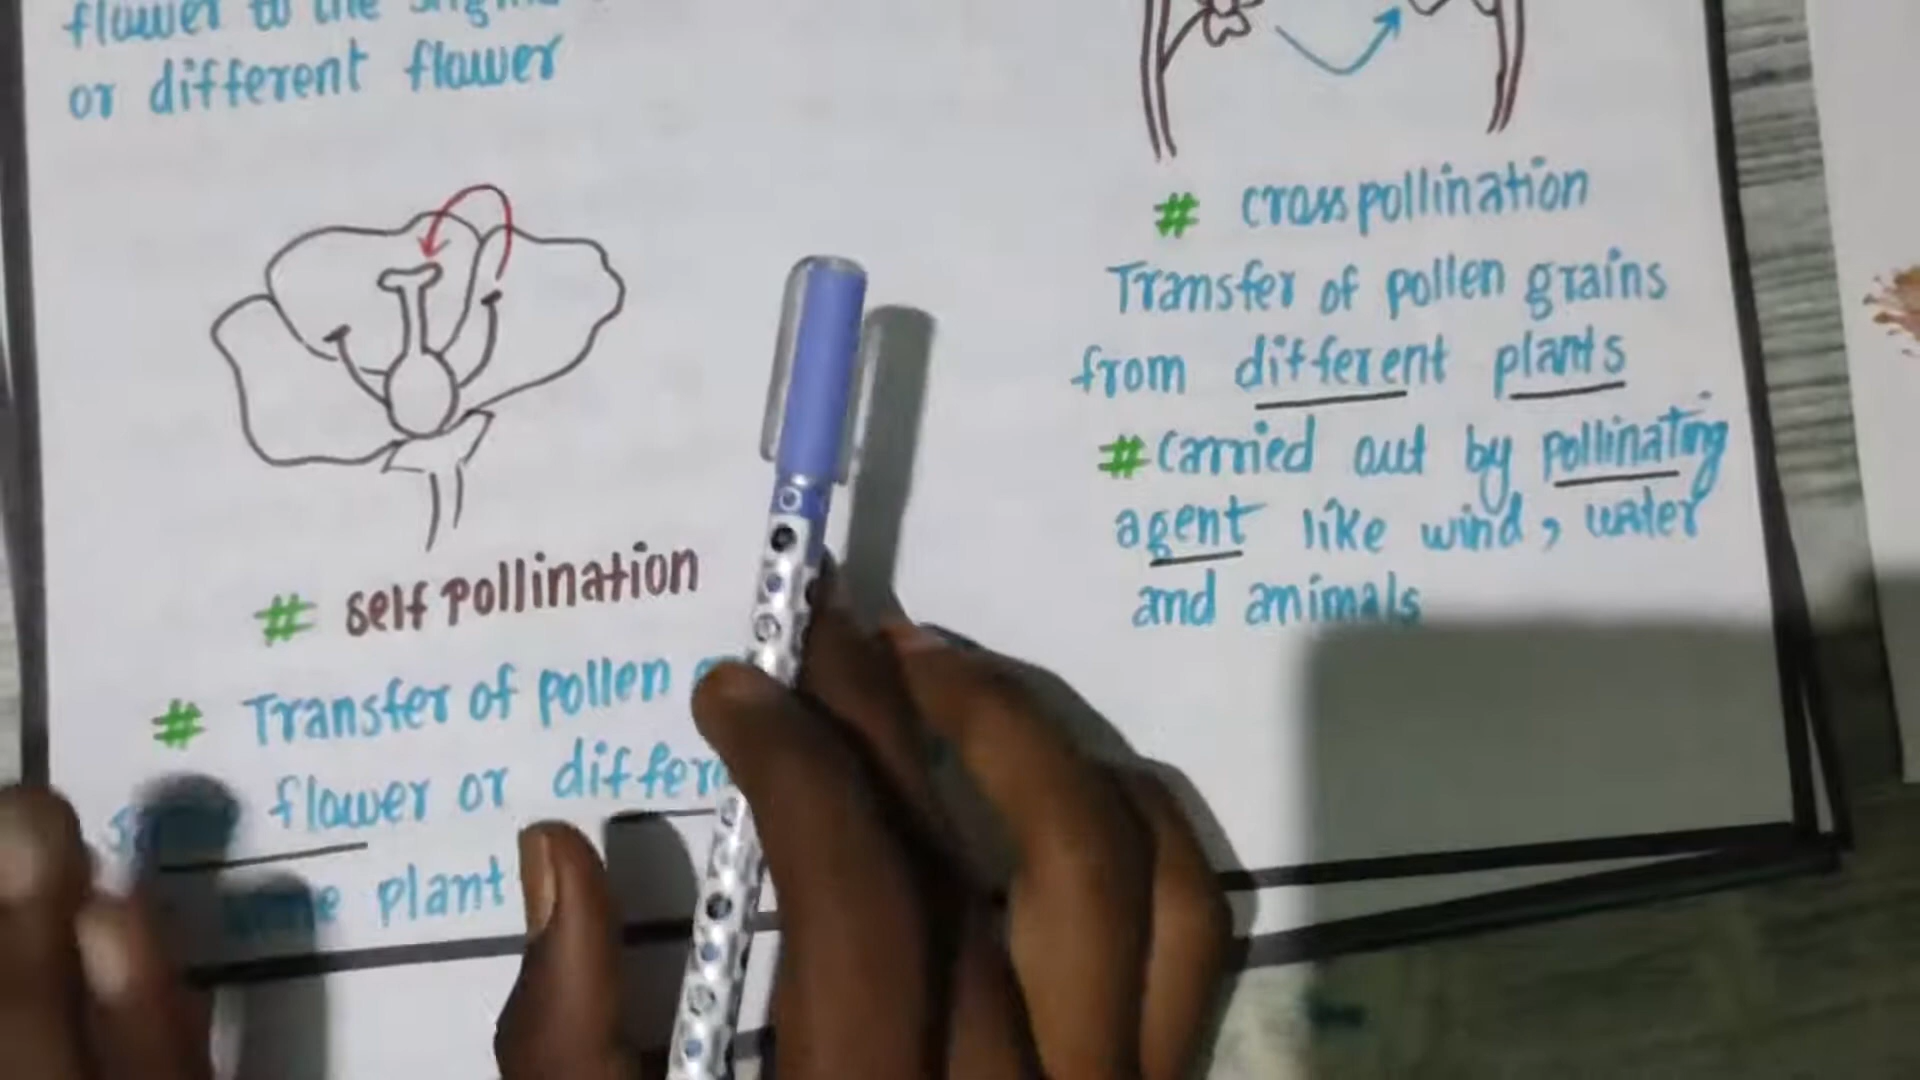 flower to the stigma
or different flower
# self pollination
# Transfer of pollen
flower or
plant
# cross pollination
Transfer of pollen grains
from different plants
# carried out by pollinating
agent like wind, water
and animals